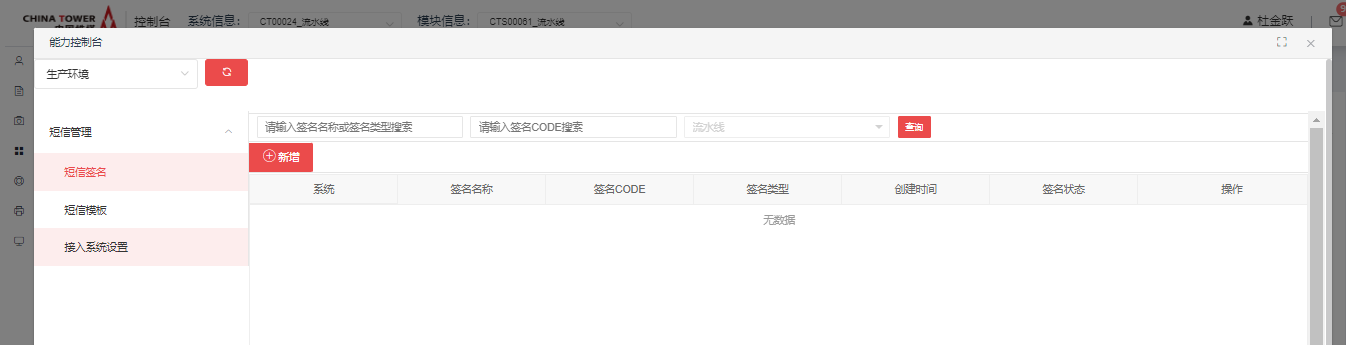 CHINA TOWER
控制台 系统信息： CT00024_流水线 模块信息： CTS00061_流水线 杜金跃
能力控制台
生产环境
短信管理
短信签名
短信模板
接入系统设置
请输入签名名称或签名类型搜索 请输入签名CODE搜索 流水线 查询
新增
系统 签名名称 签名CODE 签名类型 创建时间 签名状态 操作
无数据